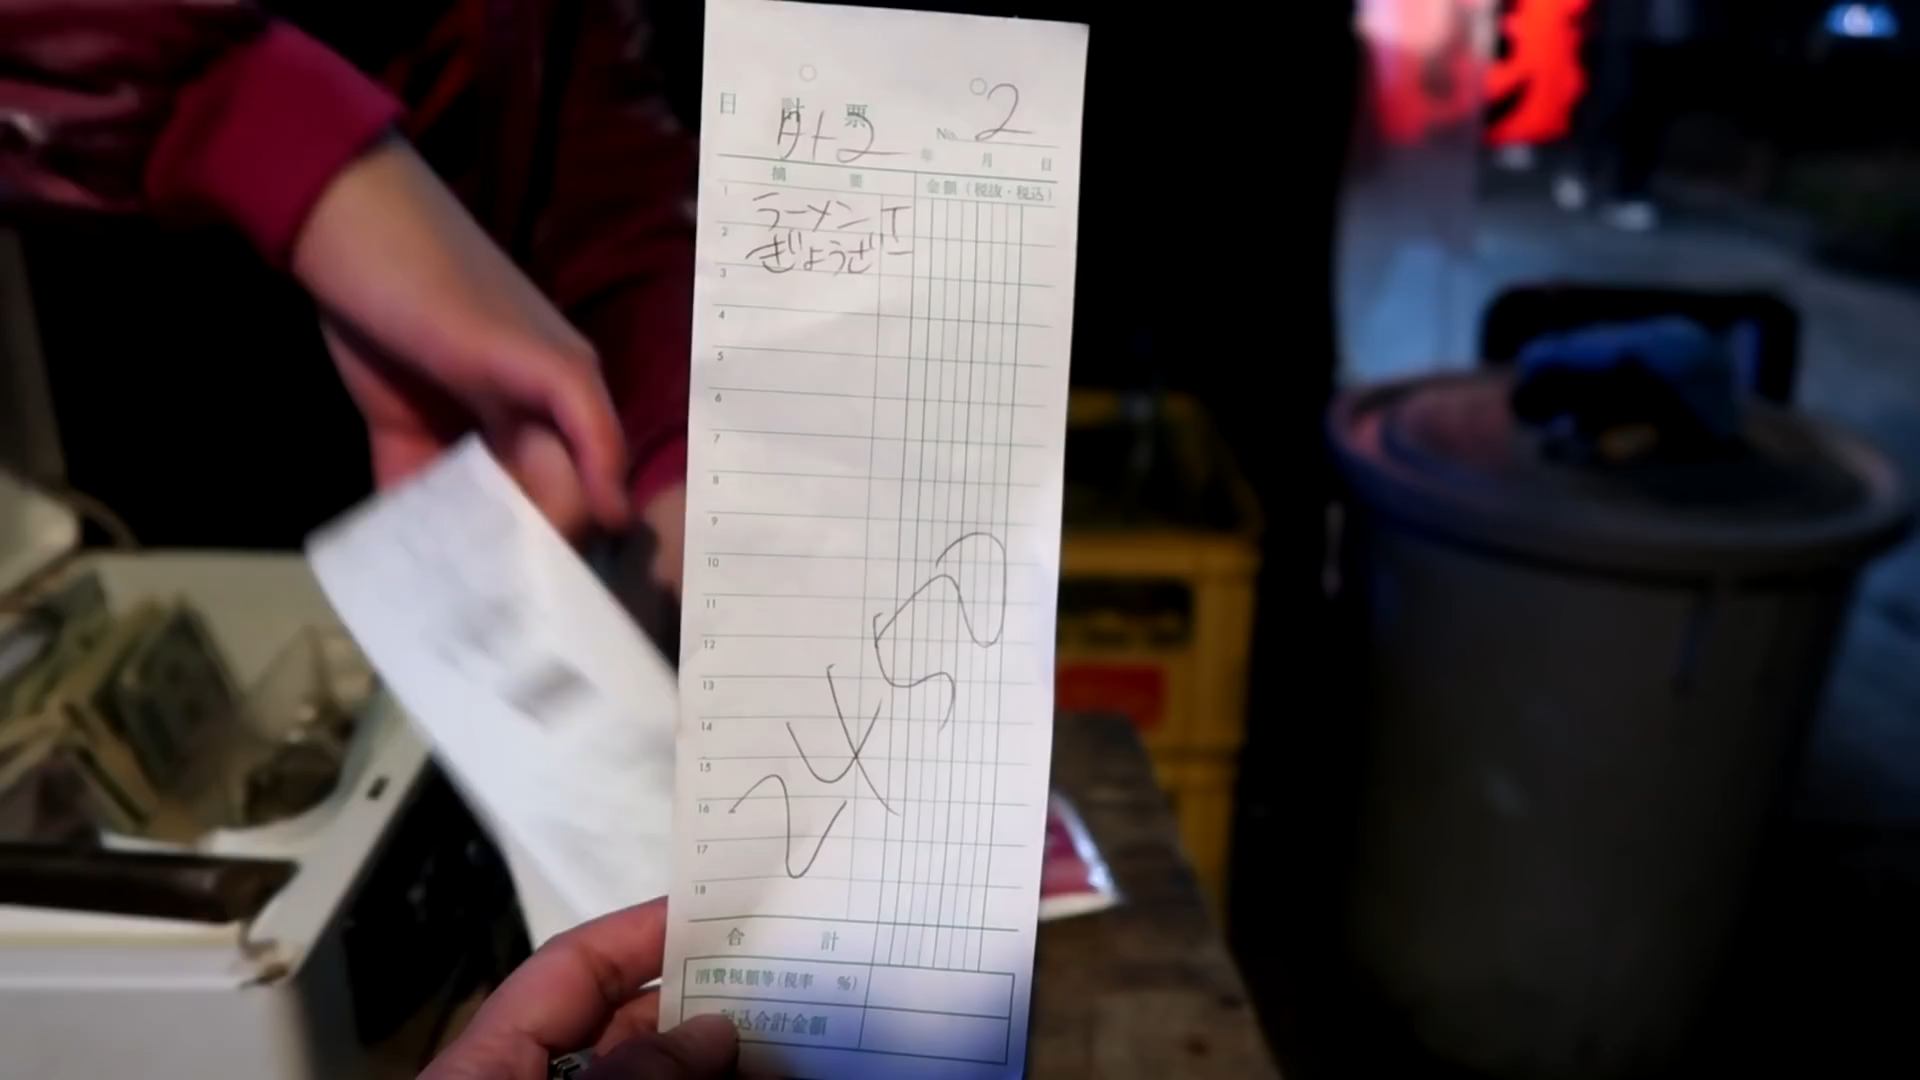 日 計 票
No. 2
外2
年 月 日
摘 要 金額(税抜・税込)
1 ラーメン T
2 ぎょうざ 一
3
4
5
6
7
8
9
10
11
12
13
14
15
16
17
18
合 計
消費税額等(税率 %)
税込合計金額